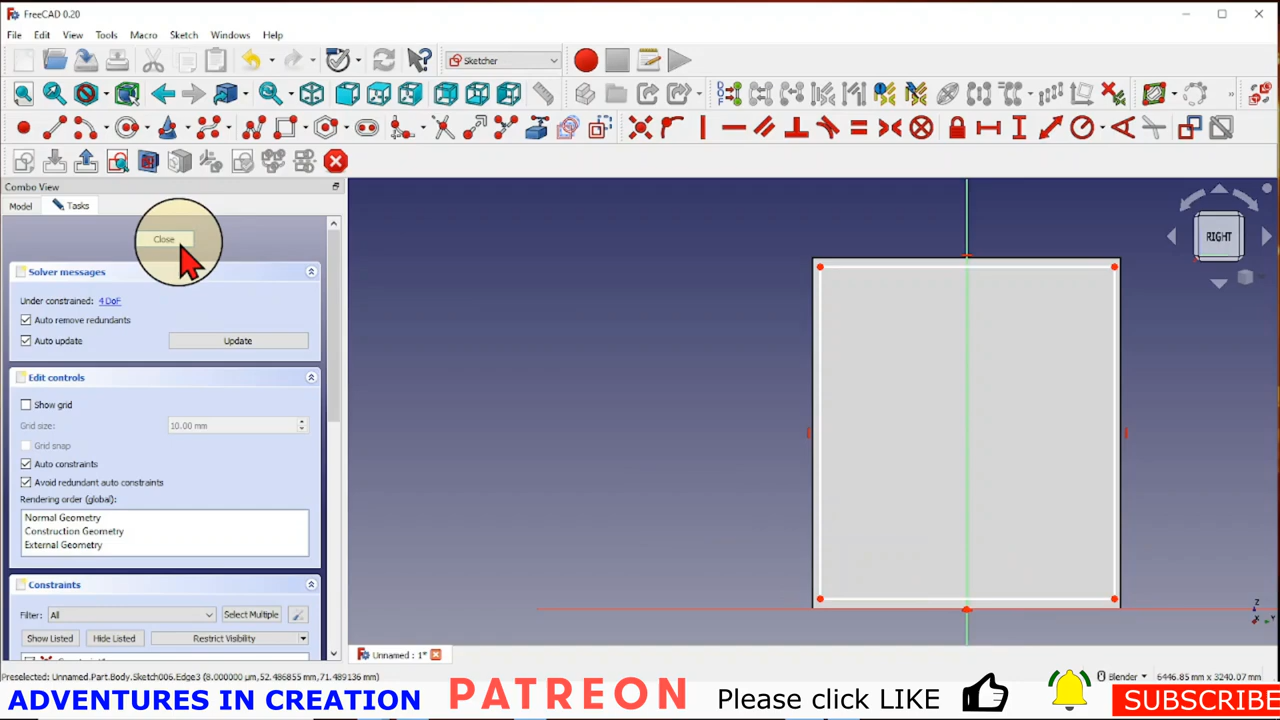 FreeCAD 0.20
File Edit View Tools Macro Sketch Windows Help
Sketcher
Combo View
Model Tasks
Close
Solver messages
Under constrained: 4 DoF
Auto remove redundants
Auto update Update
Edit controls
Show grid
Grid size: 10.00 mm
Grid snap
Auto constraints
Avoid redundant auto constraints
Rendering order (global):
Normal Geometry
Construction Geometry
External Geometry
Constraints
Filter: All Select Multiple
Show Listed Hide Listed Restrict Visibility
RIGHT
Z
X
Y
Unnamed : 1*
Preselected: Unnamed.Part.Body.Sketch006.Edge3 (8.000000 µm,52.486855 mm,71.489136 mm)
Blender 6446.85 mm x 3240.07 mm
ADVENTURES IN CREATION PATREON Please click LIKE SUBSCRIBE